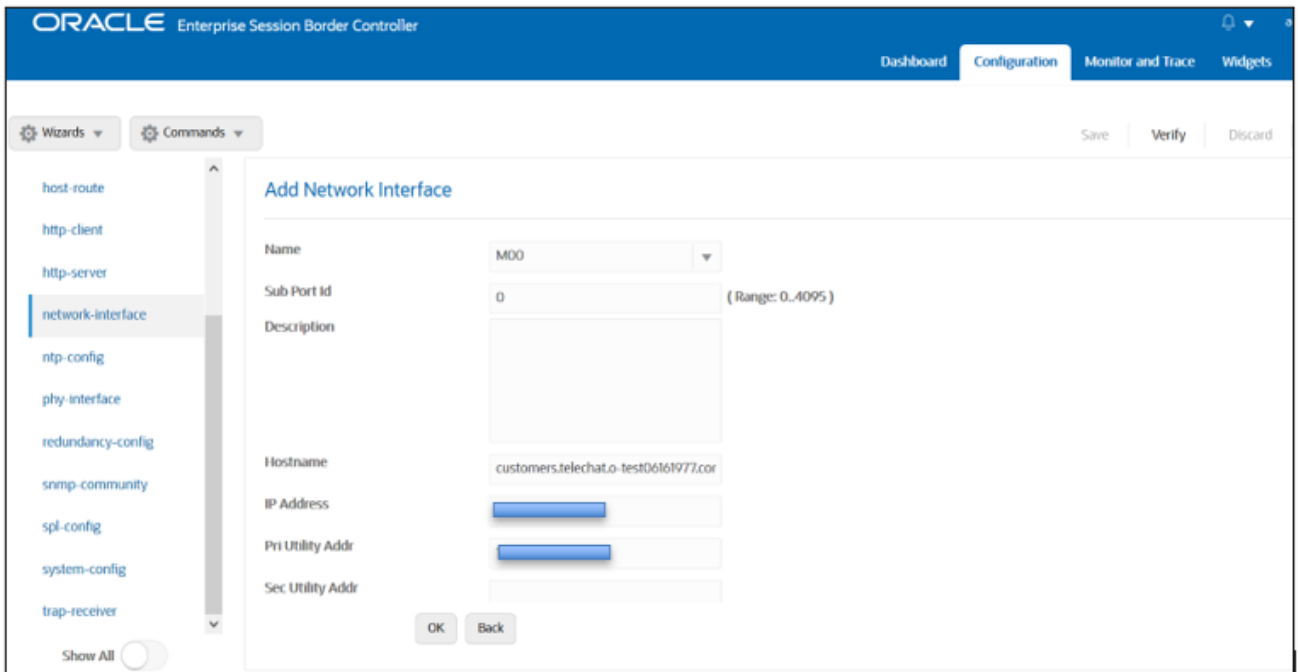 ORACLE Enterprise Session Border Controller
Dashboard Configuration Monitor and Trace Widgets
Wizards Commands Save Verify Discard
host-route
http-client
http-server
network-interface
ntp-config
phy-interface
redundancy-config
snmp-community
spl-config
system-config
trap-receiver
Show All
Add Network Interface
Name M00
Sub Port Id 0 ( Range: 0..4095 )
Description
Hostname customers.telechat.o-test06161977.cor
IP Address
Pri Utility Addr
Sec Utility Addr
OK Back